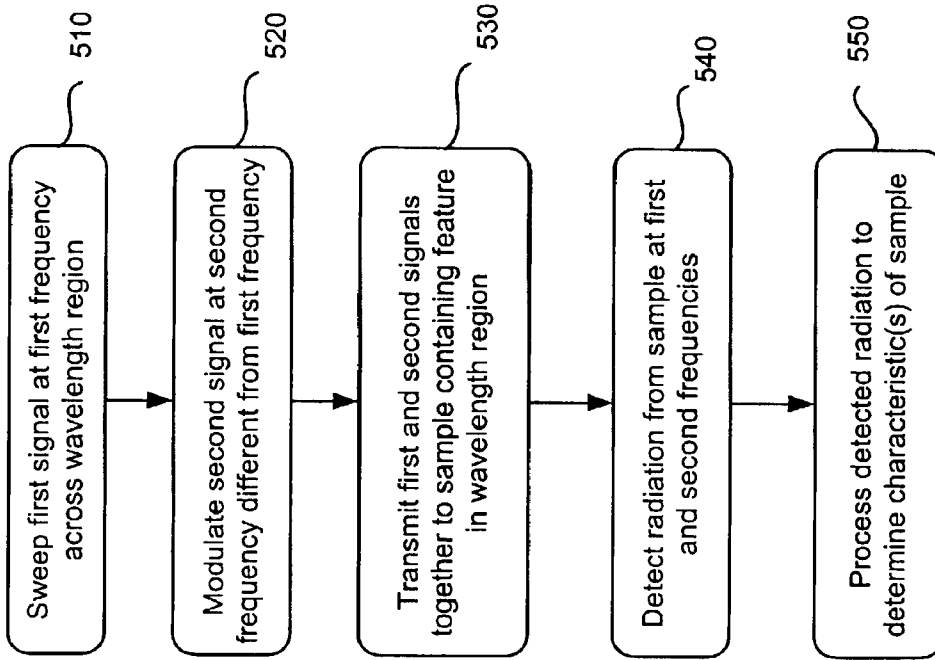 Sweep first signal at first frequency
across wavelength region
510
Modulate second signal at second
frequency different from first frequency
520
Transmit first and second signals
together to sample containing feature
in wavelength region
530
Detect radiation from sample at first
and second frequencies
540
Process detected radiation to
determine characteristic(s) of sample
550